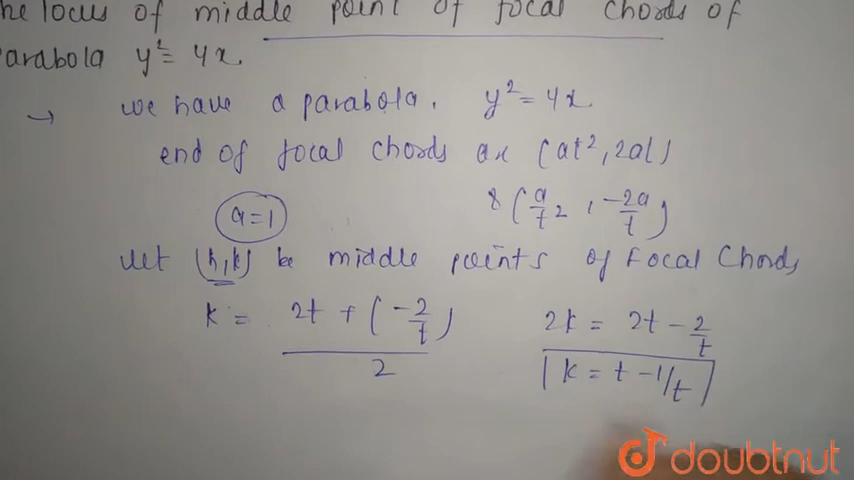 he locus of middle point of focal chords of
arabola y² = 4x.
→ we have a parabola. y² = 4x
end of focal chords are (at², 2at)
& (a/t², -2a/t)
a=1
Let (h,k) be middle points of Focal Chords
k = 2t + (-2/t) / 2
2k = 2t - 2/t
k = t - 1/t
doubtnut